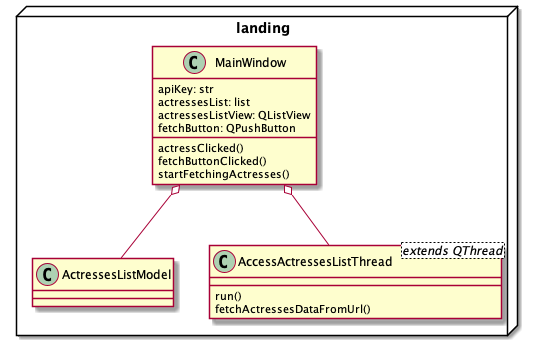 landing
C MainWindow
apiKey: str
actressesList: list
actressesListView: QListView
fetchButton: QPushButton
actressClicked()
fetchButtonClicked()
startFetchingActresses()
C ActressesListModel
C AccessActressesListThread
extends QThread
run()
fetchActressesDataFromUrl()